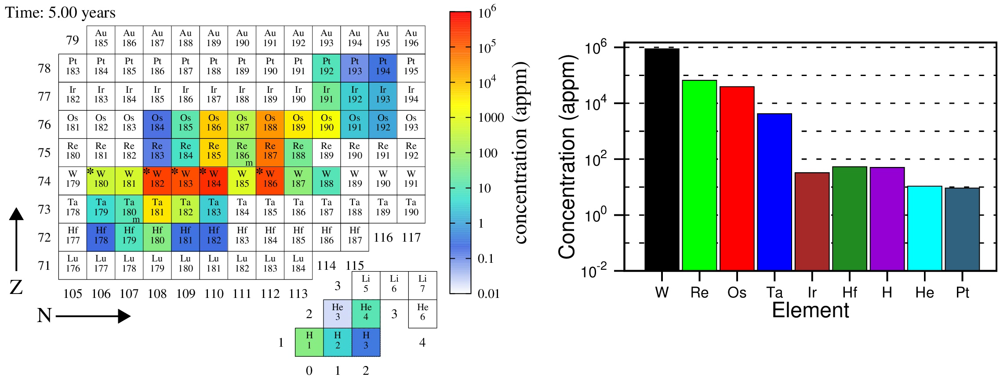 Time: 5.00 years
79 Au 185 Au 186 Au 187 Au 188 Au 189 Au 190 Au 191 Au 192 Au 193 Au 194 Au 195 Au 196
78 Pt 183 Pt 184 Pt 185 Pt 186 Pt 187 Pt 188 Pt 189 Pt 190 Pt 191 Pt 192 Pt 193 Pt 194 Pt 195
77 Ir 182 Ir 183 Ir 184 Ir 185 Ir 186 Ir 187 Ir 188 Ir 189 Ir 190 Ir 191 Ir 192 Ir 193 Ir 194
76 Os 181 Os 182 Os 183 Os 184 Os 185 Os 186 Os 187 Os 188 Os 189 Os 190 Os 191 Os 192 Os 193
75 Re 180 Re 181 Re 182 Re 183 Re 184 Re 185 Re 186 m Re 187 Re 188 Re 189 Re 190 Re 191 Re 192
74 W 179 * W 180 W 181 * W 182 * W 183 * W 184 W 185 * W 186 W 187 W 188 W 189 W 190 W 191
73 Ta 178 Ta 179 Ta 180 m Ta 181 Ta 182 Ta 183 Ta 184 Ta 185 Ta 186 Ta 187 Ta 188 Ta 189 Ta 190
72 Hf 177 Hf 178 Hf 179 Hf 180 Hf 181 Hf 182 Hf 183 Hf 184 Hf 185 Hf 186 Hf 187 116 117
71 Lu 176 Lu 177 Lu 178 Lu 179 Lu 180 Lu 181 Lu 182 Lu 183 Lu 184 114 115
105 106 107 108 109 110 111 112 113
Z
N
3 Li 5 Li 6 Li 7
2 He 3 He 4 3 He 6
1 H 1 H 2 H 3 4
0 1 2
10^6
10^5
10^4
1000
100
10
1
0.1
0.01
concentration (appm)
Concentration (appm)
10^6
10^4
10^2
10^0
10^-2
W Re Os Ta Ir Hf H He Pt
Element